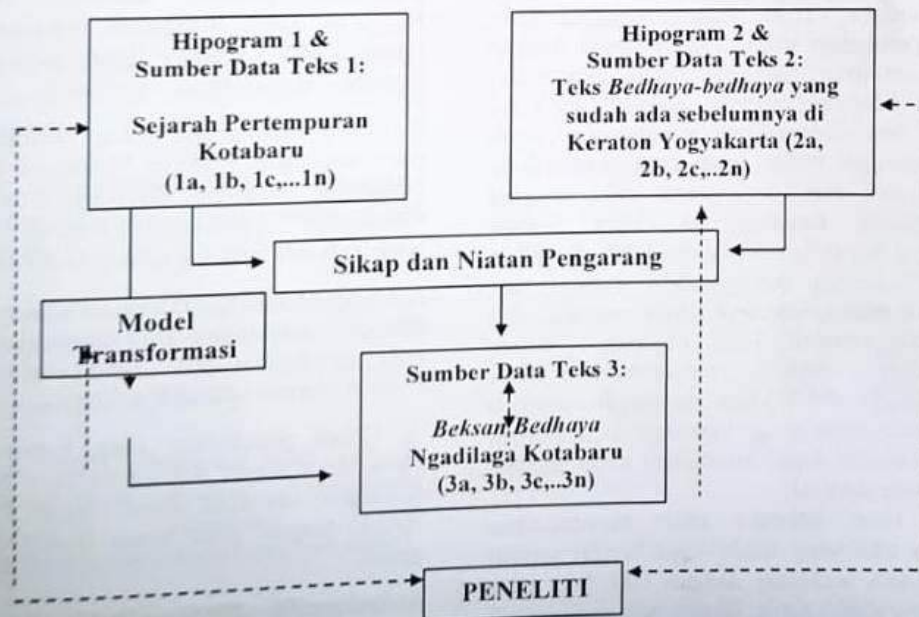 Hipogram 1 &
Sumber Data Teks 1:
Sejarah Pertempuran
Kotabaru
(1a, 1b, 1c,...1n)
Hipogram 2 &
Sumber Data Teks 2:
Teks Bedhaya-bedhaya yang
sudah ada sebelumnya di
Keraton Yogyakarta (2a,
2b, 2c,..2n)
Sikap dan Niatan Pengarang
Model
Transformasi
Sumber Data Teks 3:
Beksan Bedhaya
Ngadilaga Kotabaru
(3a, 3b, 3c,..3n)
PENELITI